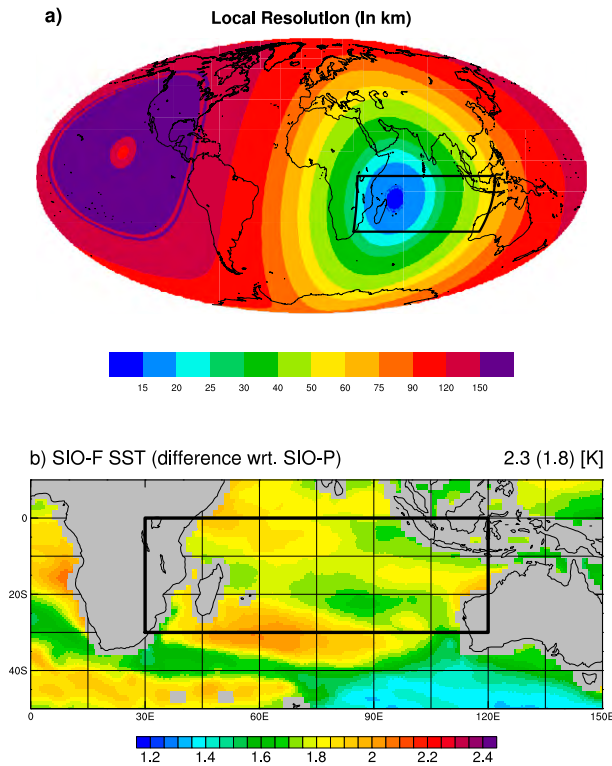 a)
Local Resolution (In km)
15 20 25 30 40 50 60 75 90 120 150
b) SIO-F SST (difference wrt. SIO-P) 2.3 (1.8) [K]
0
20S
40S
0 30E 60E 90E 120E 150E
1.2 1.4 1.6 1.8 2 2.2 2.4